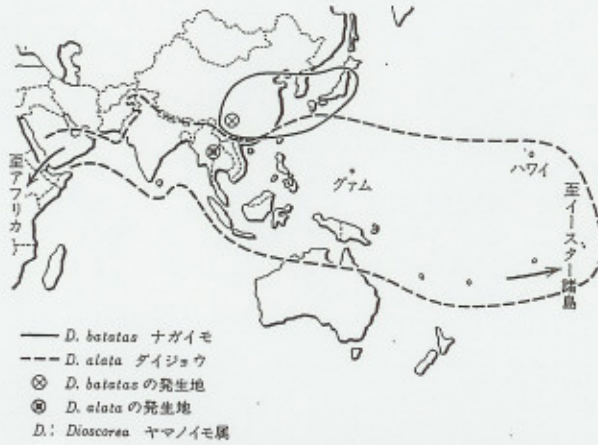 至アフリカ
グァム
ハワイ
至イースター諸島
D. batatas ナガイモ
D. alata ダイジョウ
D. batatas の発生地
D. alata の発生地
D.: Dioscorea ヤマノイモ属